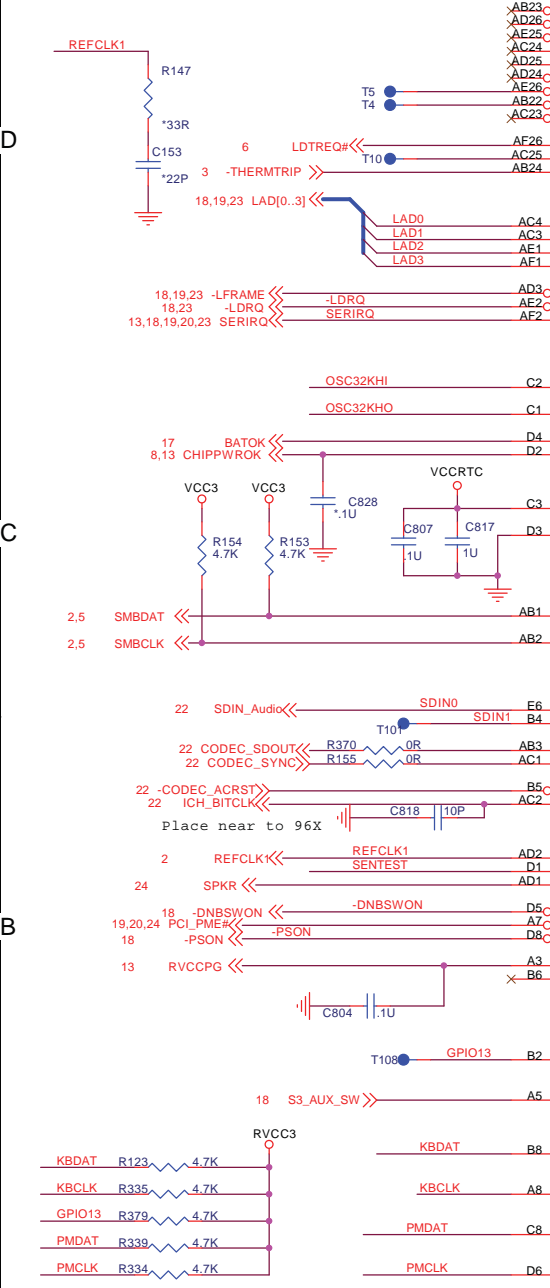 AB23
AD26
AE25
REFCLK1 AC24
R147 AD25
AD24
T5 AE26
T4 AB22
*33R AC23
D
C153 6 LDTREQ# AF26
T10 AC25
*22P 3 -THERMTRIP AB24
18,19,23 LAD[0..3]
LAD0 AC4
LAD1 AC3
LAD2 AE1
LAD3 AF1
18,19,23 -LFRAME AD3
18,23 -LDRQ -LDRQ AE2
13,18,19,20,23 SERIRQ SERIRQ AF2
OSC32KHI C2
OSC32KHO C1
17 BATOK D4
8,13 CHIPPWROK D2
VCC3 VCC3 VCCRTC
C828 C3
*.1U
C
R154 R153 C807 C817 D3
4.7K 4.7K .1U 1U
2,5 SMBDAT AB1
2,5 SMBCLK AB2
22 SDIN_Audio SDIN0 E6
T101 SDIN1 B4
22 CODEC_SDOUT R370 0R AB3
22 CODEC_SYNC R155 0R AC1
22 -CODEC_ACRST B5
22 ICH_BITCLK AC2
Place near to 96X C818 10P
2 REFCLK1 REFCLK1 AD2
SENTEST D1
24 SPKR AD1
18 -DNBSWON -DNBSWON D5
19,20,24 PCI_PME# A7
B
18 -PSON -PSON D8
13 RVCCPG A3
B6
C804 .1U
T108 GPIO13 B2
18 S3_AUX_SW A5
RVCC3
KBDAT R123 4.7K KBDAT B8
KBCLK R335 4.7K KBCLK A8
GPIO13 R379 4.7K
PMDAT R339 4.7K PMDAT C8
PMCLK R334 4.7K PMCLK D6